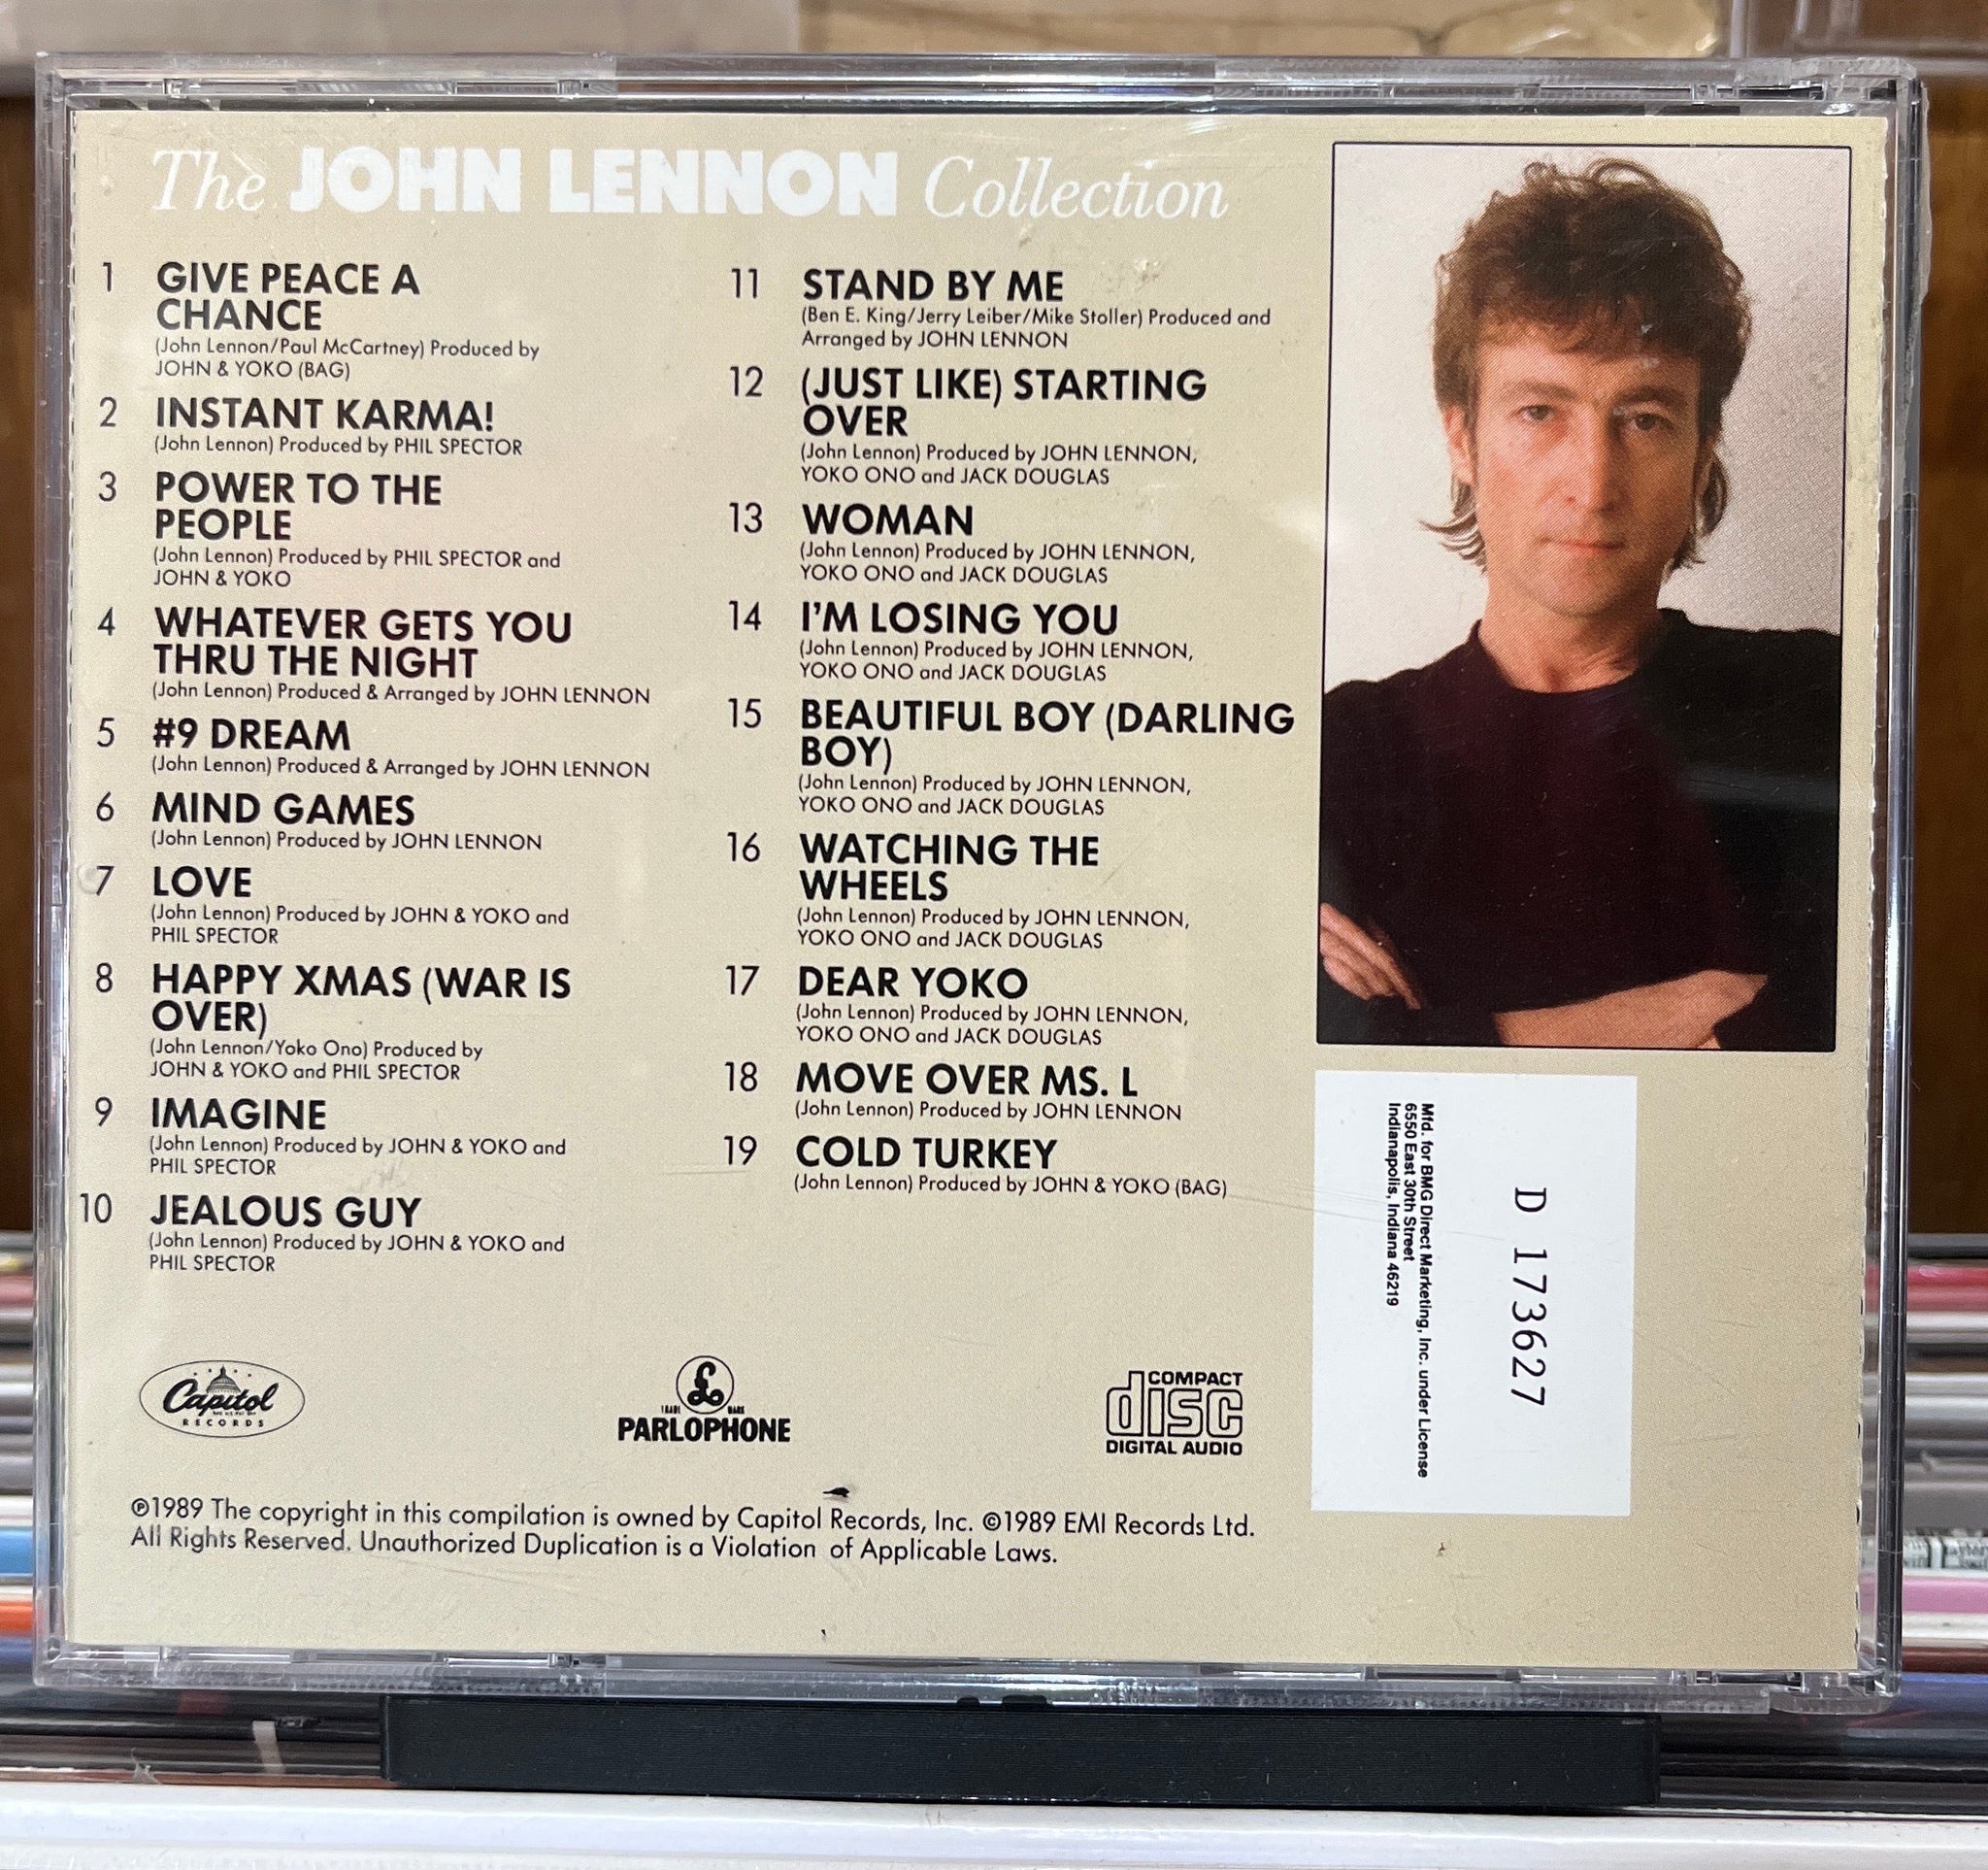 The JOHN LENNON Collection
1 GIVE PEACE A
CHANCE
(John Lennon/Paul McCartney) Produced by
JOHN & YOKO (BAG)
2 INSTANT KARMA!
(John Lennon) Produced by PHIL SPECTOR
3 POWER TO THE
PEOPLE
(John Lennon) Produced by PHIL SPECTOR and
JOHN & YOKO
4 WHATEVER GETS YOU
THRU THE NIGHT
(John Lennon) Produced & Arranged by JOHN LENNON
5 #9 DREAM
(John Lennon) Produced & Arranged by JOHN LENNON
6 MIND GAMES
(John Lennon) Produced by JOHN LENNON
7 LOVE
(John Lennon) Produced by JOHN & YOKO and
PHIL SPECTOR
8 HAPPY XMAS (WAR IS
OVER)
(John Lennon/Yoko Ono) Produced by
JOHN & YOKO and PHIL SPECTOR
9 IMAGINE
(John Lennon) Produced by JOHN & YOKO and
PHIL SPECTOR
10 JEALOUS GUY
(John Lennon) Produced by JOHN & YOKO and
PHIL SPECTOR
11 STAND BY ME
(Ben E. King/Jerry Leiber/Mike Stoller) Produced and
Arranged by JOHN LENNON
12 (JUST LIKE) STARTING
OVER
(John Lennon) Produced by JOHN LENNON,
YOKO ONO and JACK DOUGLAS
13 WOMAN
(John Lennon) Produced by JOHN LENNON,
YOKO ONO and JACK DOUGLAS
14 I'M LOSING YOU
(John Lennon) Produced by JOHN LENNON,
YOKO ONO and JACK DOUGLAS
15 BEAUTIFUL BOY (DARLING
BOY)
(John Lennon) Produced by JOHN LENNON,
YOKO ONO and JACK DOUGLAS
16 WATCHING THE
WHEELS
(John Lennon) Produced by JOHN LENNON,
YOKO ONO and JACK DOUGLAS
17 DEAR YOKO
(John Lennon) Produced by JOHN LENNON,
YOKO ONO and JACK DOUGLAS
18 MOVE OVER MS. L
(John Lennon) Produced by JOHN LENNON
19 COLD TURKEY
(John Lennon) Produced by JOHN & YOKO (BAG)
D 173627
Mfd. for BMG Direct Marketing, Inc. under License
6550 East 30th Street
Indianapolis, Indiana 46219
Capitol
RECORDS
£
TRADE MARK
PARLOPHONE
COMPACT
disc
DIGITAL AUDIO
℗1989 The copyright in this compilation is owned by Capitol Records, Inc. ©1989 EMI Records Ltd.
All Rights Reserved. Unauthorized Duplication is a Violation of Applicable Laws.